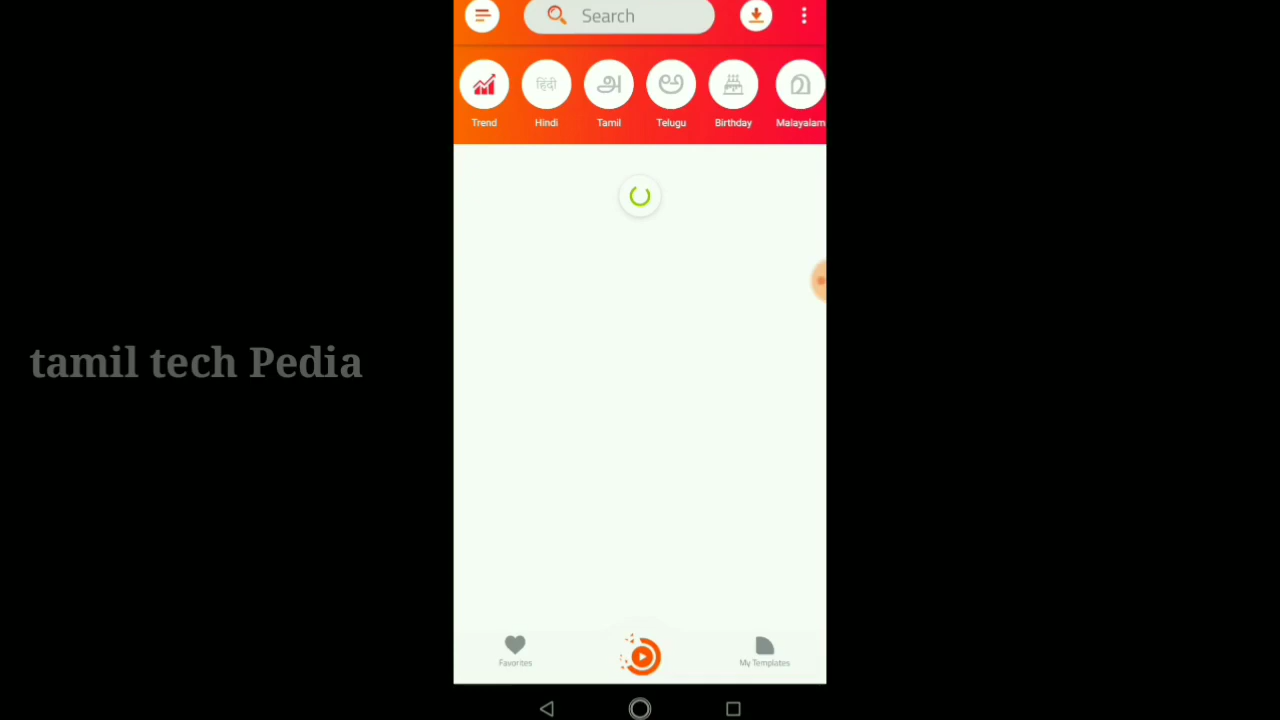 Search
हिंदी
அ
అ
മ
Trend
Hindi
Tamil
Telugu
Birthday
Malayalam
tamil tech Pedia
Favorites
My Templates